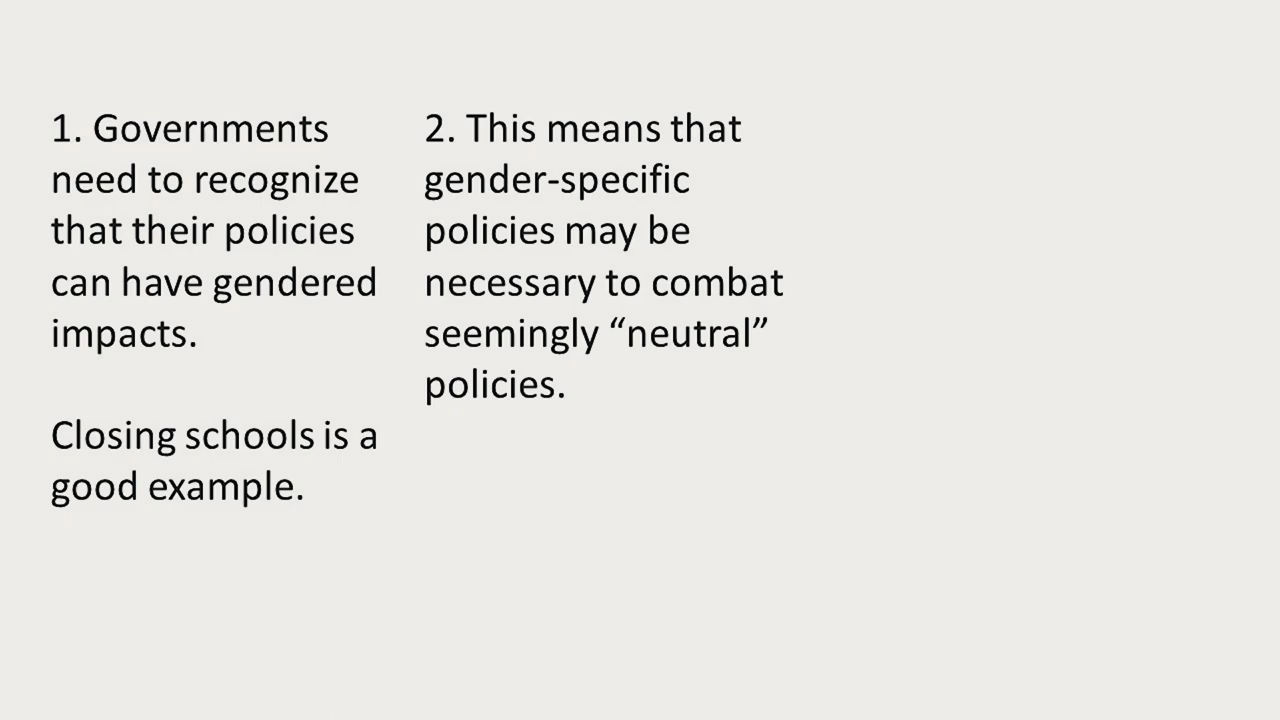 1. Governments
need to recognize
that their policies
can have gendered
impacts.
Closing schools is a
good example.
2. This means that
gender-specific
policies may be
necessary to combat
seemingly “neutral”
policies.